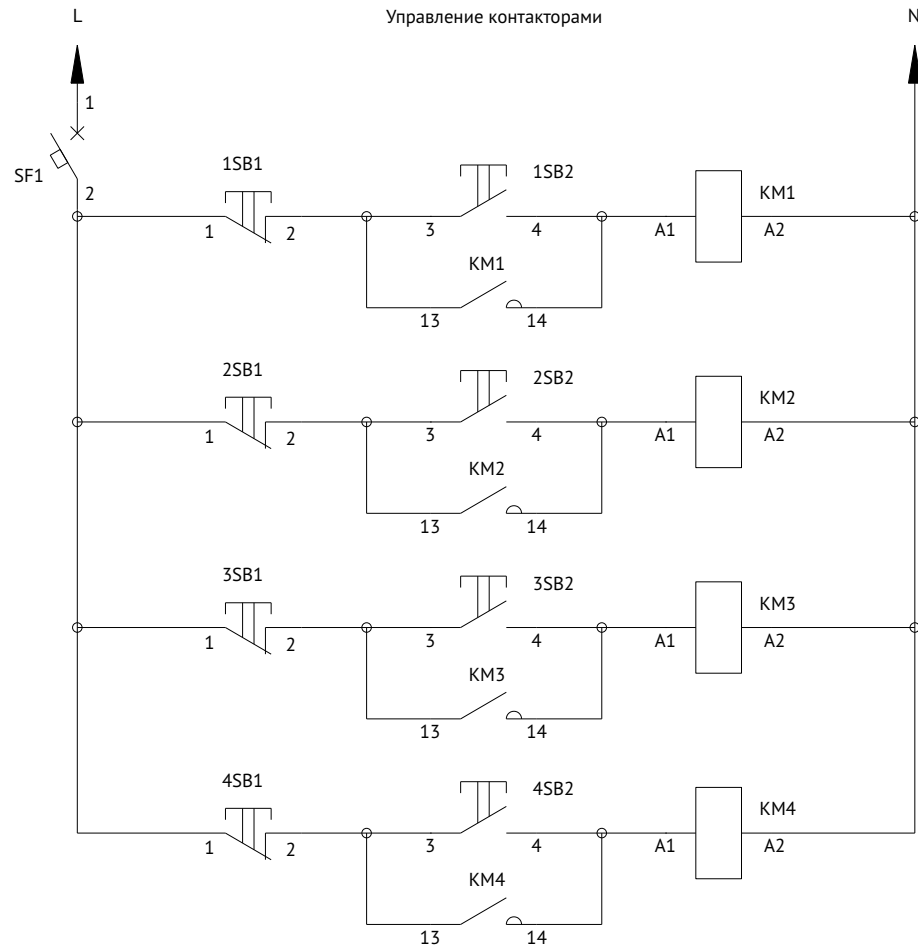 L Управление контакторами N
1
SF1
2
1SB1 1SB2 KM1
1 2 3 4 A1 A2
KM1
13 14
2SB1 2SB2 KM2
1 2 3 4 A1 A2
KM2
13 14
3SB1 3SB2 KM3
1 2 3 4 A1 A2
KM3
13 14
4SB1 4SB2 KM4
1 2 3 4 A1 A2
KM4
13 14